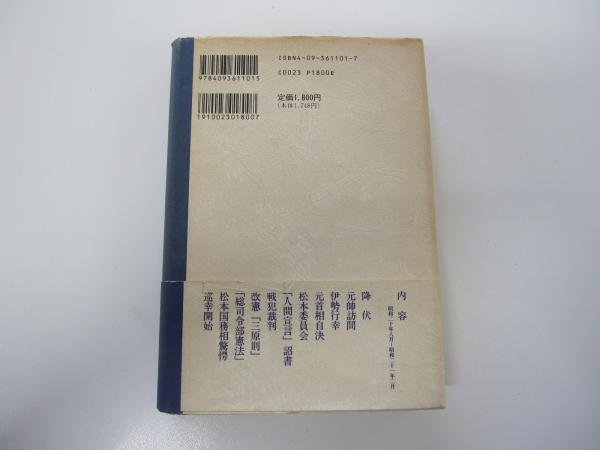 9784093611015
ISBN4-09-361101-7
C0023 P1800E
1910023018007
定価1,800円
(本体1,748円)
内容
昭和二十年八月―昭和二十一年二月
降伏
元帥訪問
伊勢行幸
元首相自決
松本委員会
「人間宣言」詔書
戦犯裁判
改憲「三原則」
「総司令部憲法」
松本国務相驚愕
巡幸開始